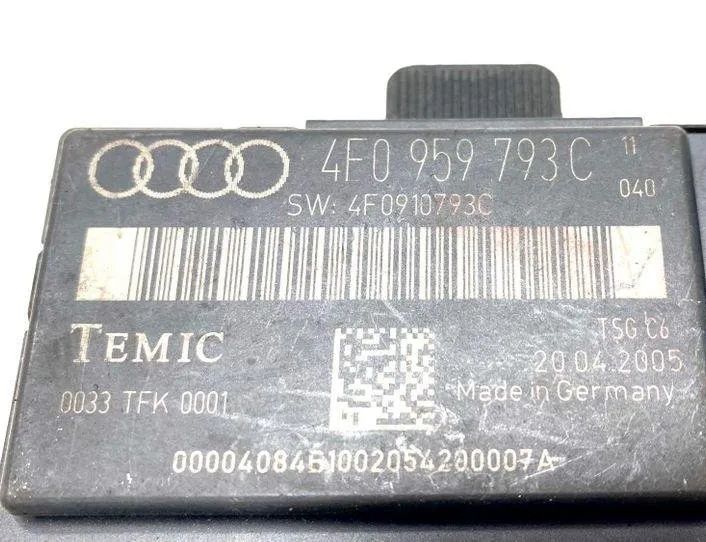 4F0 959 793 C 11
040
SW: 4F0910793C
TEMIC
TSG C6
20.04.2005
0033 TFK 0001
Made in Germany